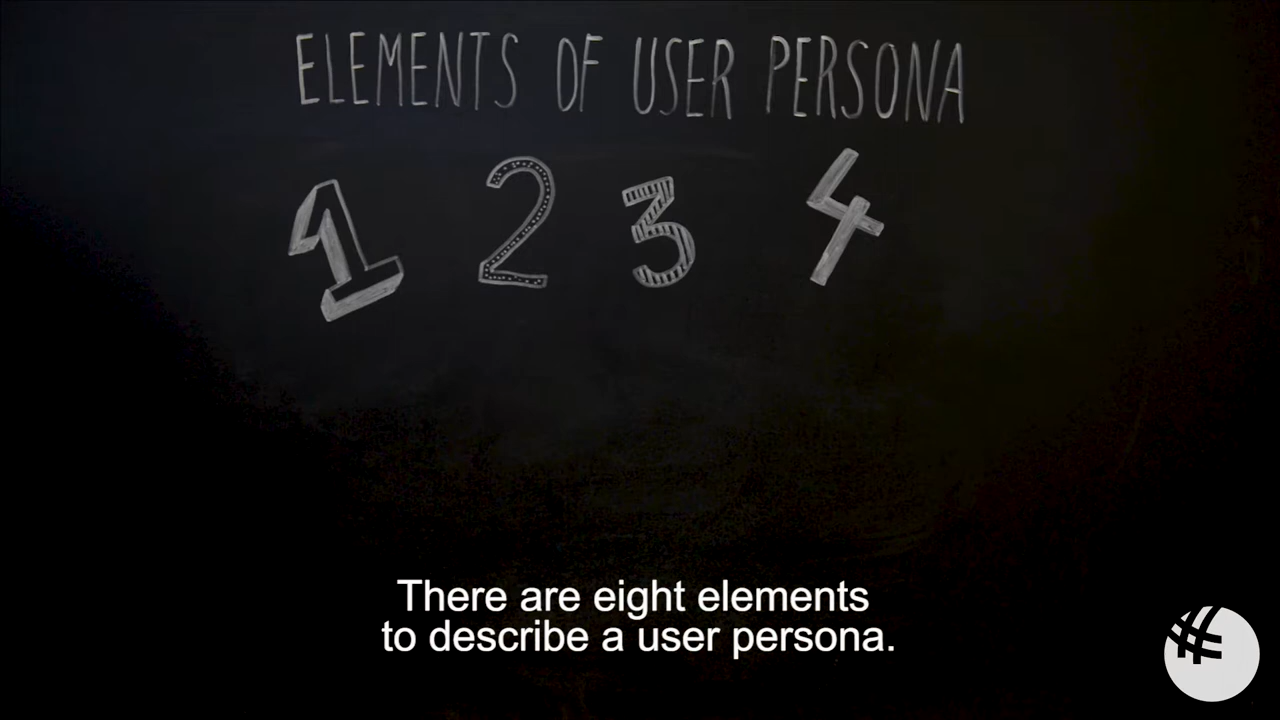 ELEMENTS OF USER PERSONA
1 2 3 4
There are eight elements
to describe a user persona.